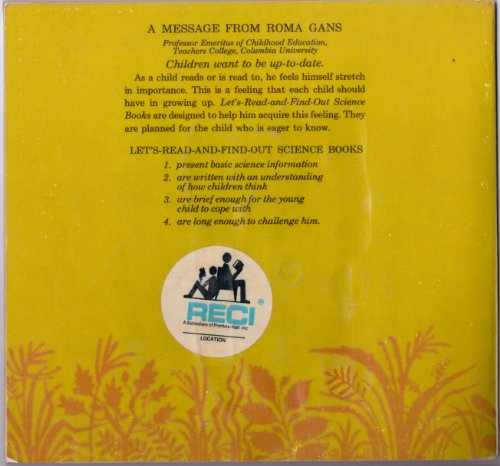 A MESSAGE FROM ROMA GANS
Professor Emeritus of Childhood Education,
Teachers College, Columbia University
Children want to be up-to-date.
As a child reads or is read to, he feels himself stretch
in importance. This is a feeling that each child should
have in growing up. Let's-Read-and-Find-Out Science
Books are designed to help him acquire this feeling. They
are planned for the child who is eager to know.
LET'S-READ-AND-FIND-OUT SCIENCE BOOKS
1. present basic science information
2. are written with an understanding
of how children think
3. are brief enough for the young
child to cope with
4. are long enough to challenge him.
RECI®
A Subsidiary of Prentice-Hall, Inc.
LOCATION